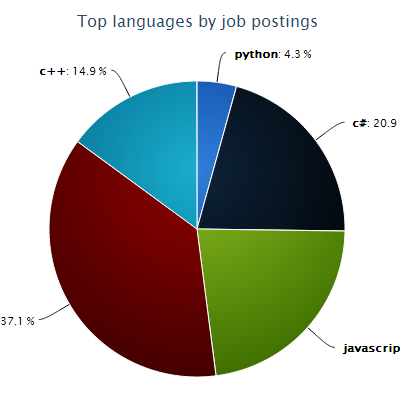 Top languages by job postings
python: 4.3 %
c++: 14.9 %
c#: 20.9
37.1 %
javascrip